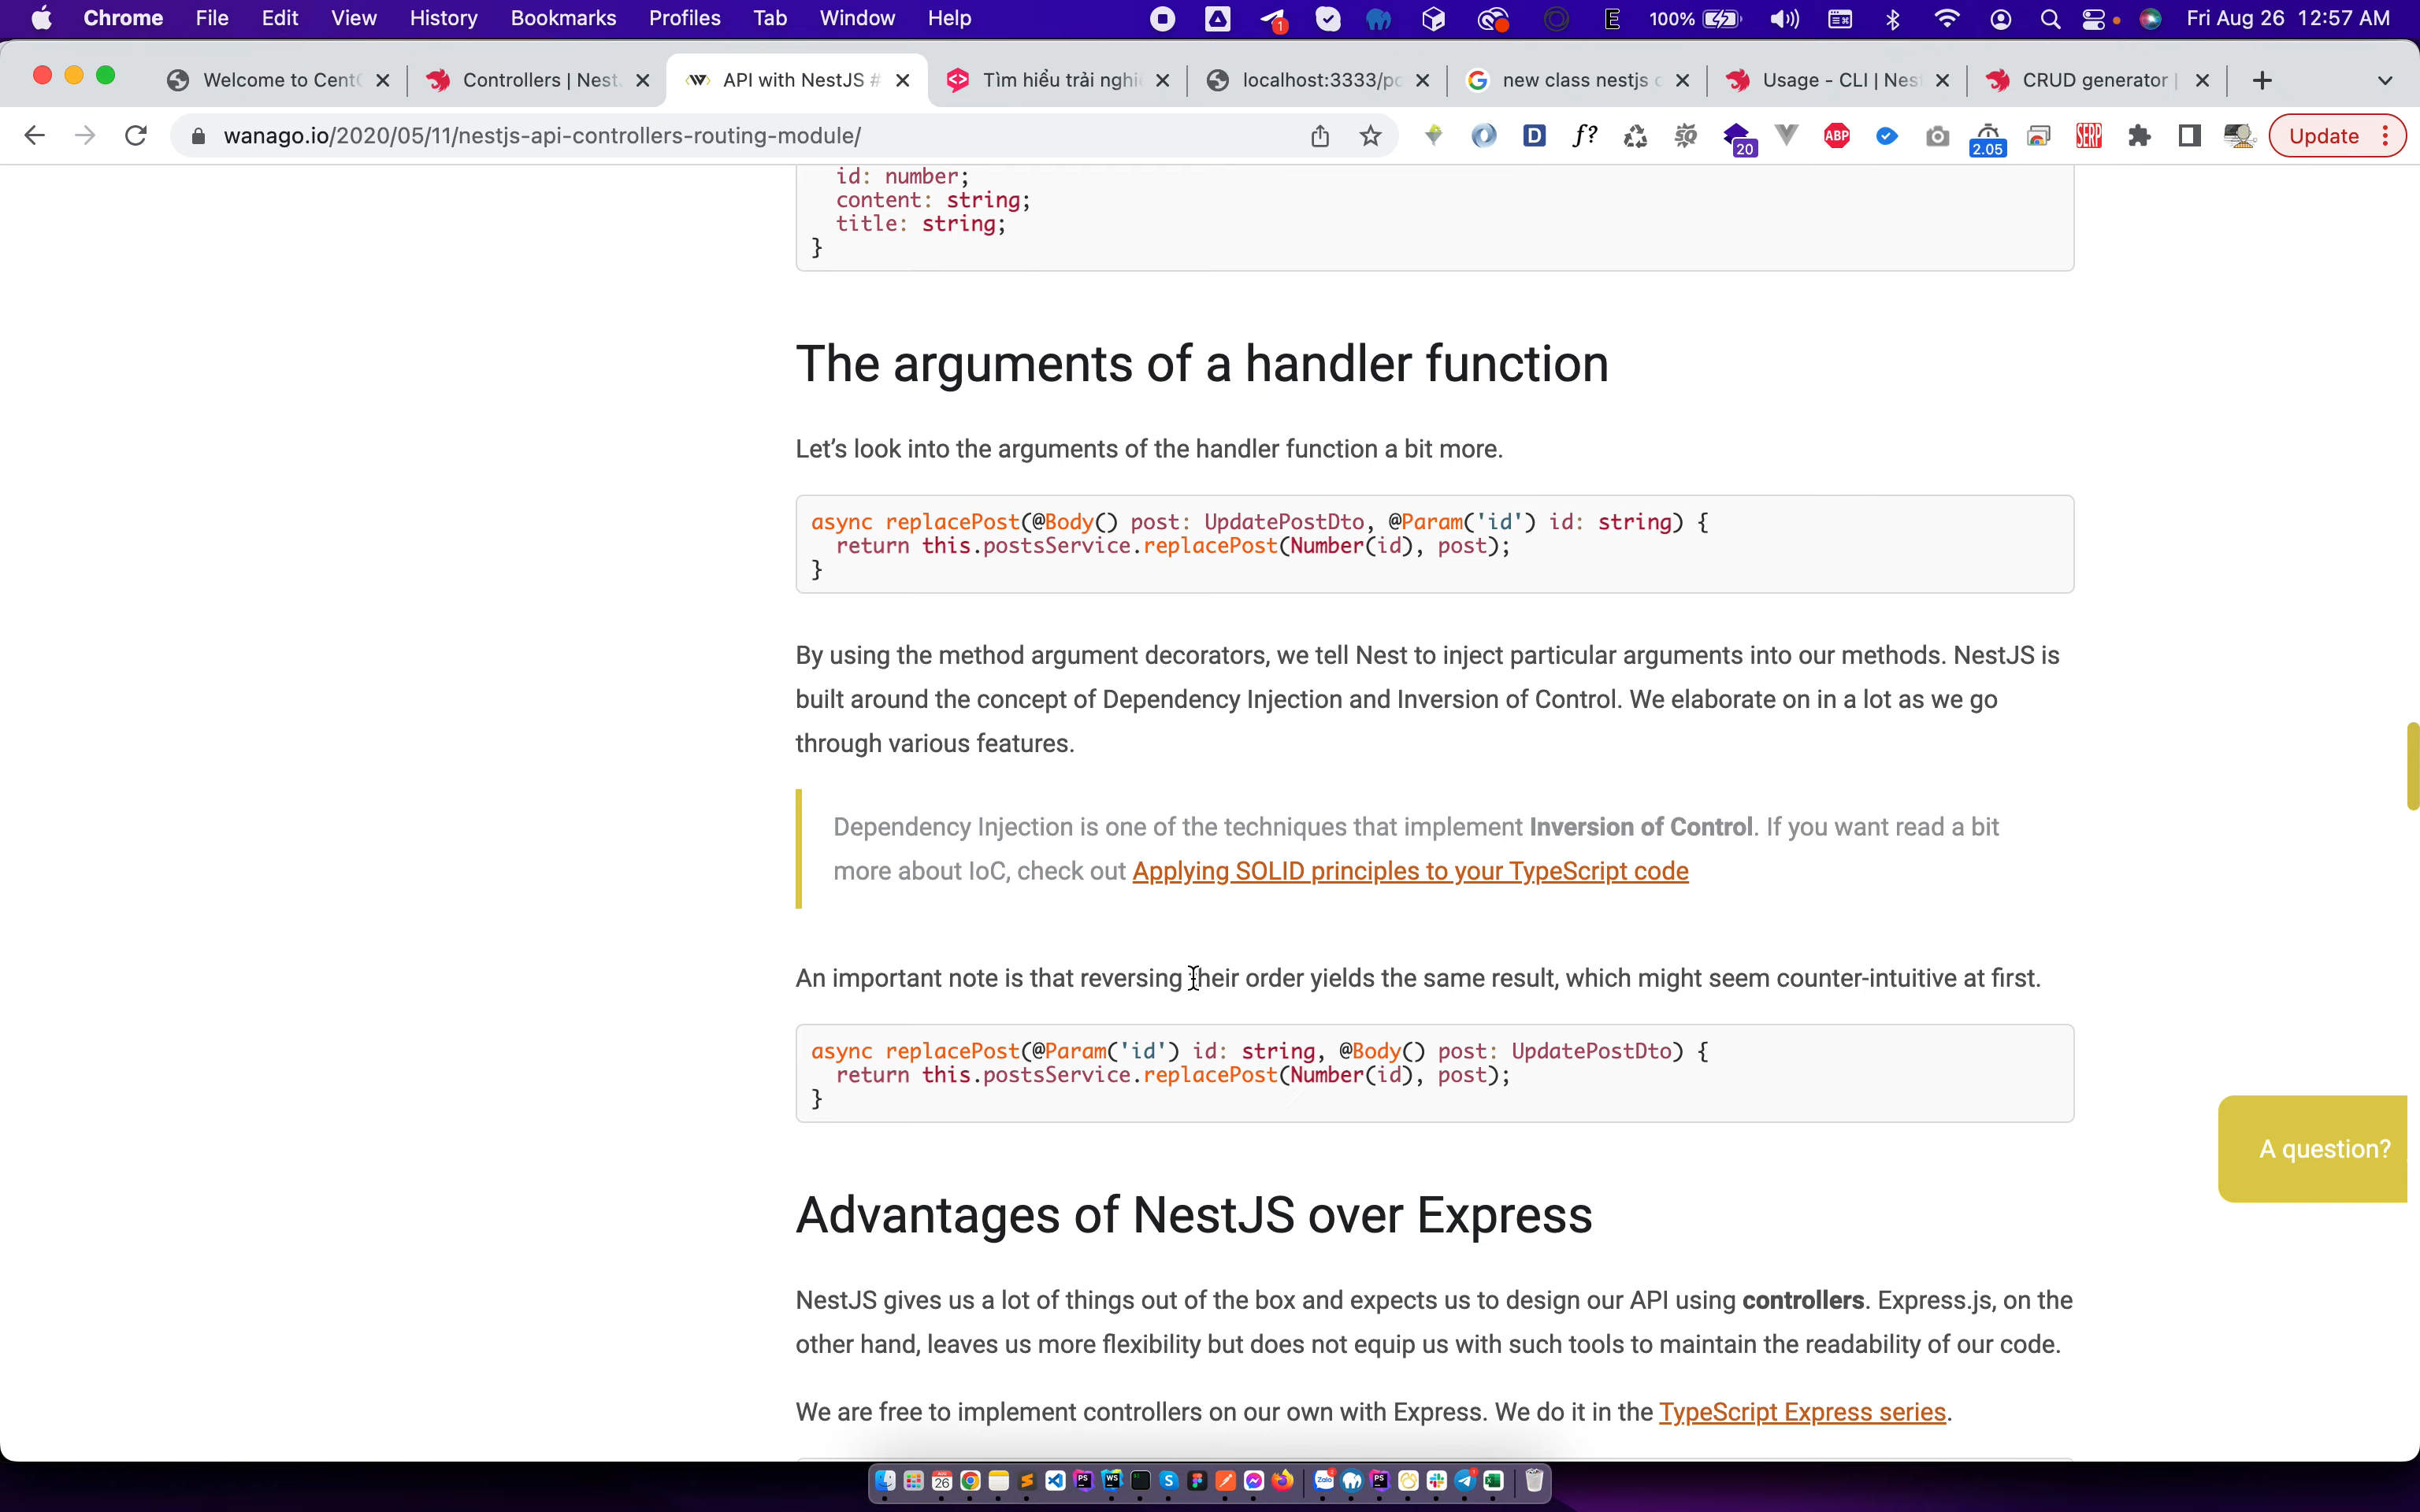 Chrome File Edit View History Bookmarks Profiles Tab Window Help 1 E 100% Fri Aug 26 12:57 AM
Welcome to Cent Controllers | Nest API with NestJS # Tìm hiểu trải nghi localhost:3333/po new class nestjs Usage - CLI | Nes CRUD generator |
wanago.io/2020/05/11/nestjs-api-controllers-routing-module/ D f? 20 ABP 2.05 SERP Update
id: number;
content: string;
title: string;
}
The arguments of a handler function
Let’s look into the arguments of the handler function a bit more.
async replacePost(@Body() post: UpdatePostDto, @Param('id') id: string) {
return this.postsService.replacePost(Number(id), post);
}
By using the method argument decorators, we tell Nest to inject particular arguments into our methods. NestJS is
built around the concept of Dependency Injection and Inversion of Control. We elaborate on in a lot as we go
through various features.
Dependency Injection is one of the techniques that implement Inversion of Control. If you want read a bit
more about IoC, check out Applying SOLID principles to your TypeScript code
An important note is that reversing their order yields the same result, which might seem counter-intuitive at first.
async replacePost(@Param('id') id: string, @Body() post: UpdatePostDto) {
return this.postsService.replacePost(Number(id), post);
}
A question?
Advantages of NestJS over Express
NestJS gives us a lot of things out of the box and expects us to design our API using controllers. Express.js, on the
other hand, leaves us more flexibility but does not equip us with such tools to maintain the readability of our code.
We are free to implement controllers on our own with Express. We do it in the TypeScript Express series.
26 PS WS S Zalo PS